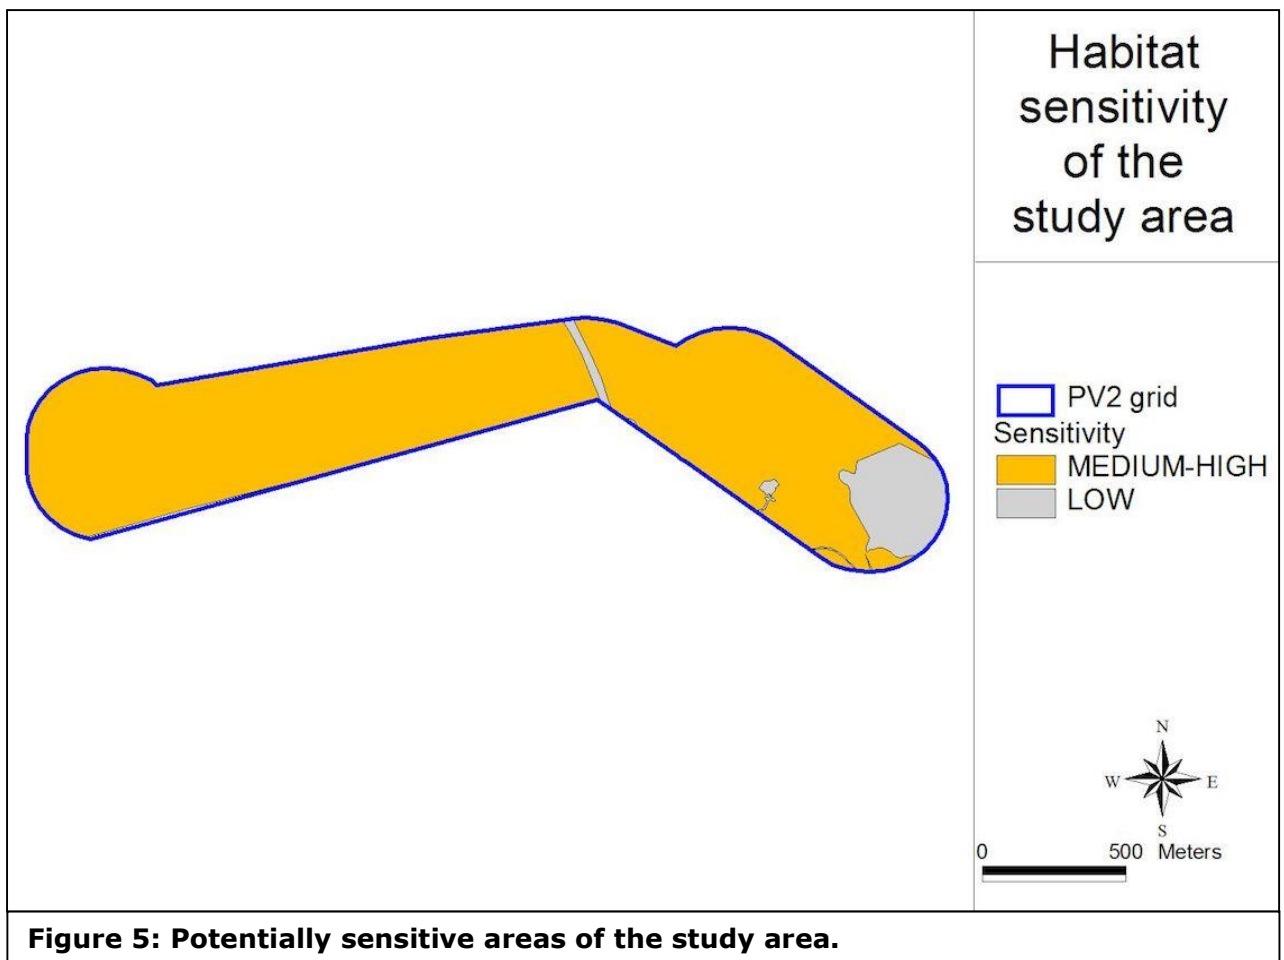 Habitat
sensitivity
of the
study area
PV2 grid
Sensitivity
MEDIUM-HIGH
LOW
N
W E
S
0 500 Meters
Figure 5: Potentially sensitive areas of the study area.